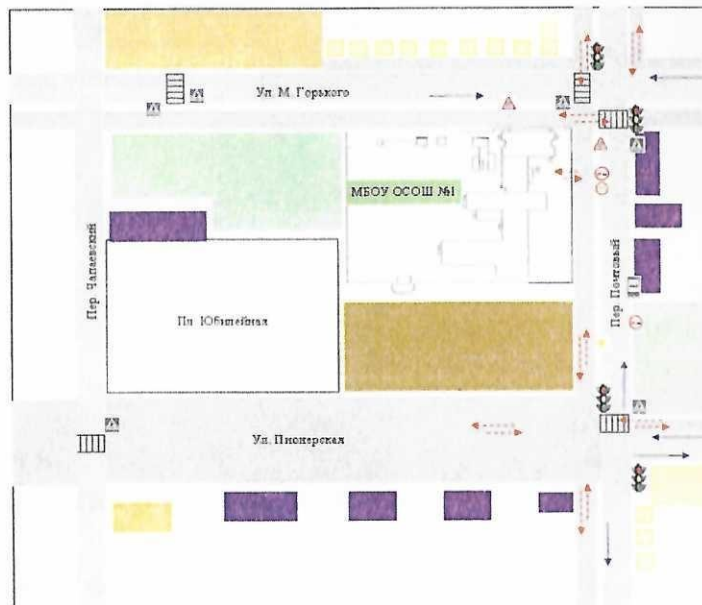 Ул. М. Горького
МБОУ ОСОШ №1
Пер. Чапаевский
Пер. Почтовый
Пл. Юбилейная
Ул. Пионерская